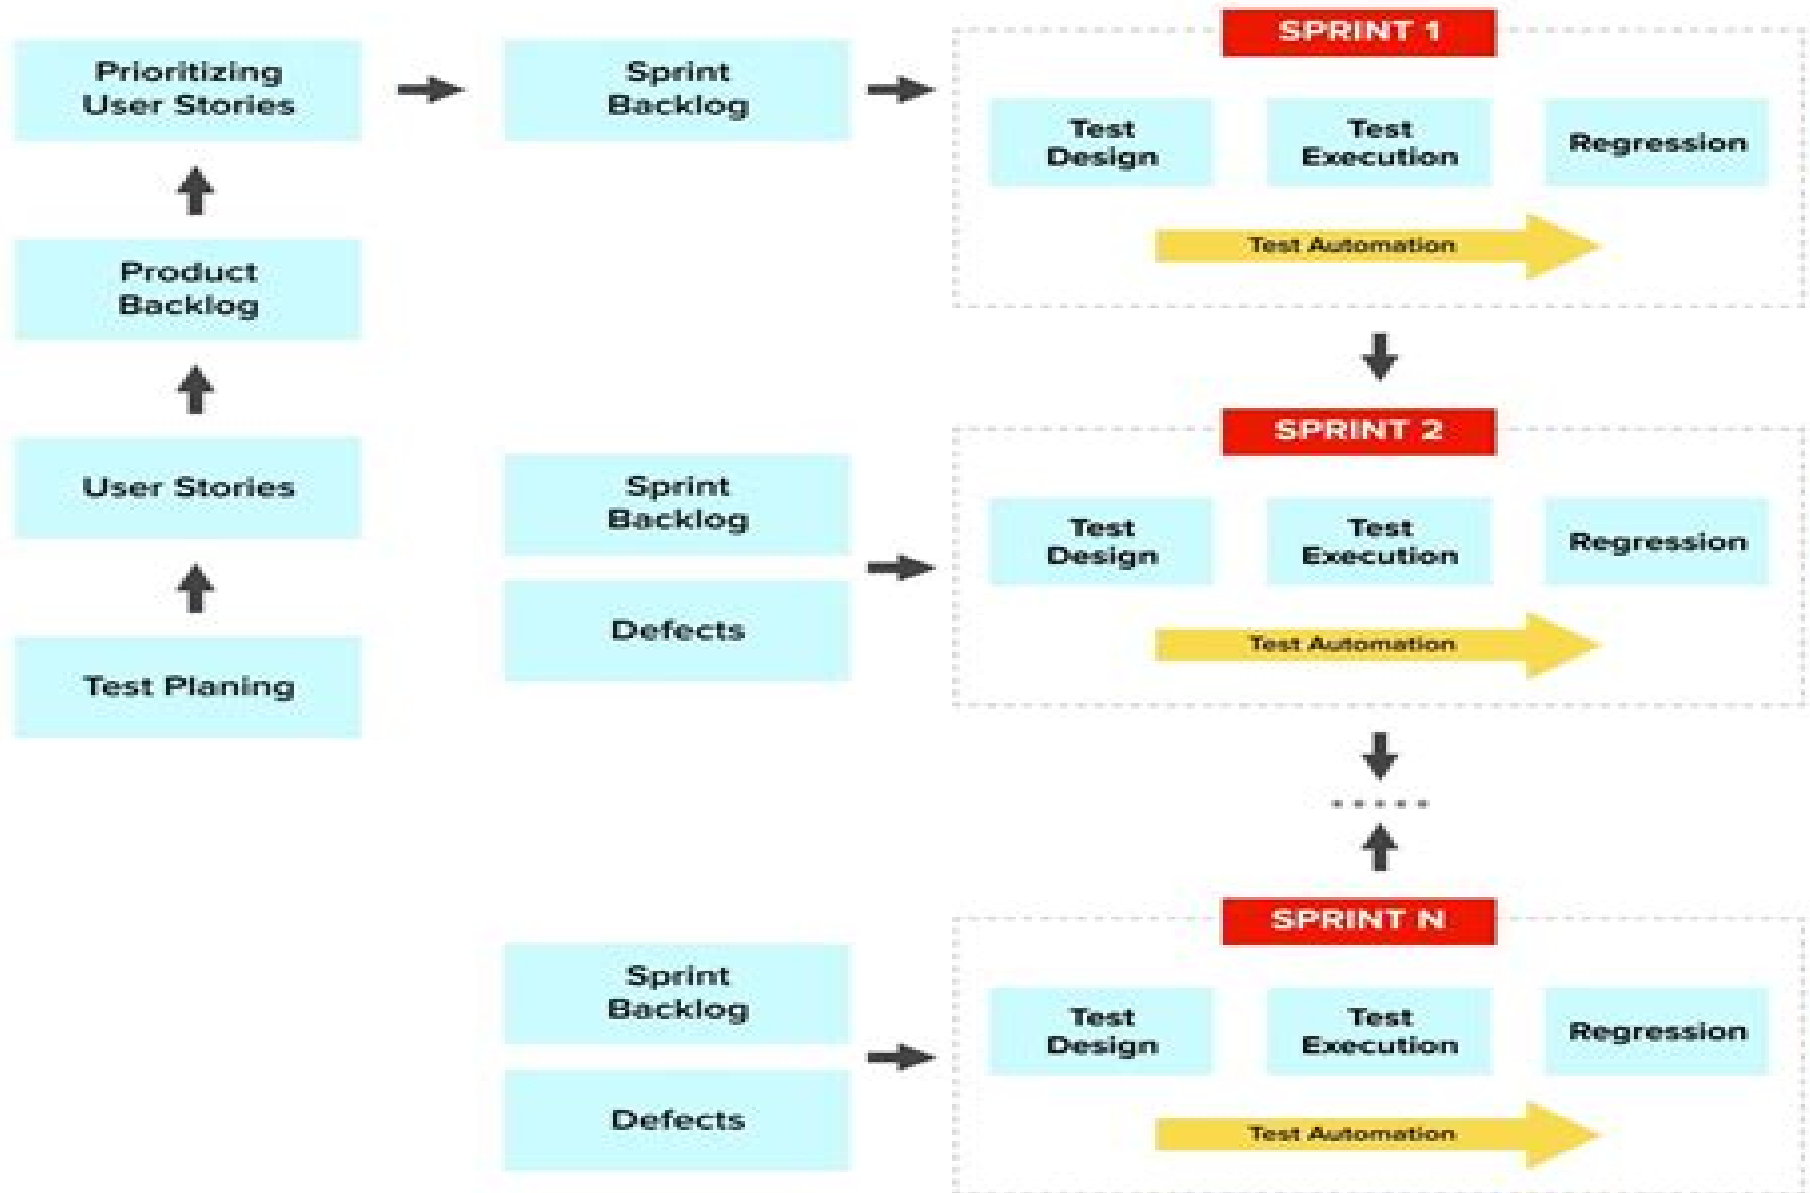 Prioritizing
User Stories
Product
Backlog
User Stories
Test Planing
Sprint
Backlog
SPRINT 1
Test
Design
Test
Execution
Regression
Test Automation
Sprint
Backlog
Defects
SPRINT 2
Test
Design
Test
Execution
Regression
Test Automation
.....
Sprint
Backlog
Defects
SPRINT N
Test
Design
Test
Execution
Regression
Test Automation